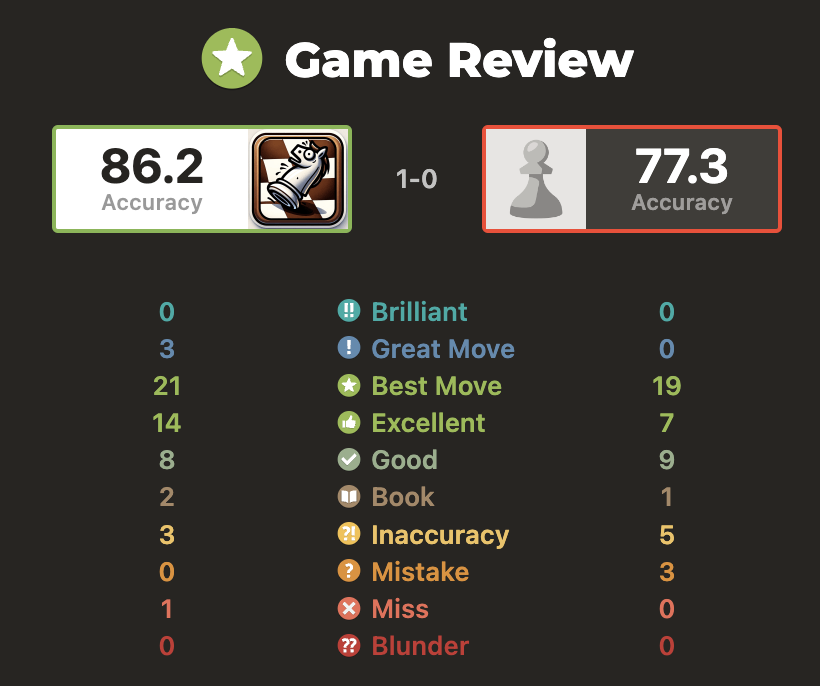 Game Review
86.2 77.3
Accuracy 1-0 Accuracy
0 !! Brilliant 0
3 ! Great Move 0
21 Best Move 19
14 Excellent 7
8 Good 9
2 Book 1
3 ?! Inaccuracy 5
0 ? Mistake 3
1 Miss 0
0 ?? Blunder 0